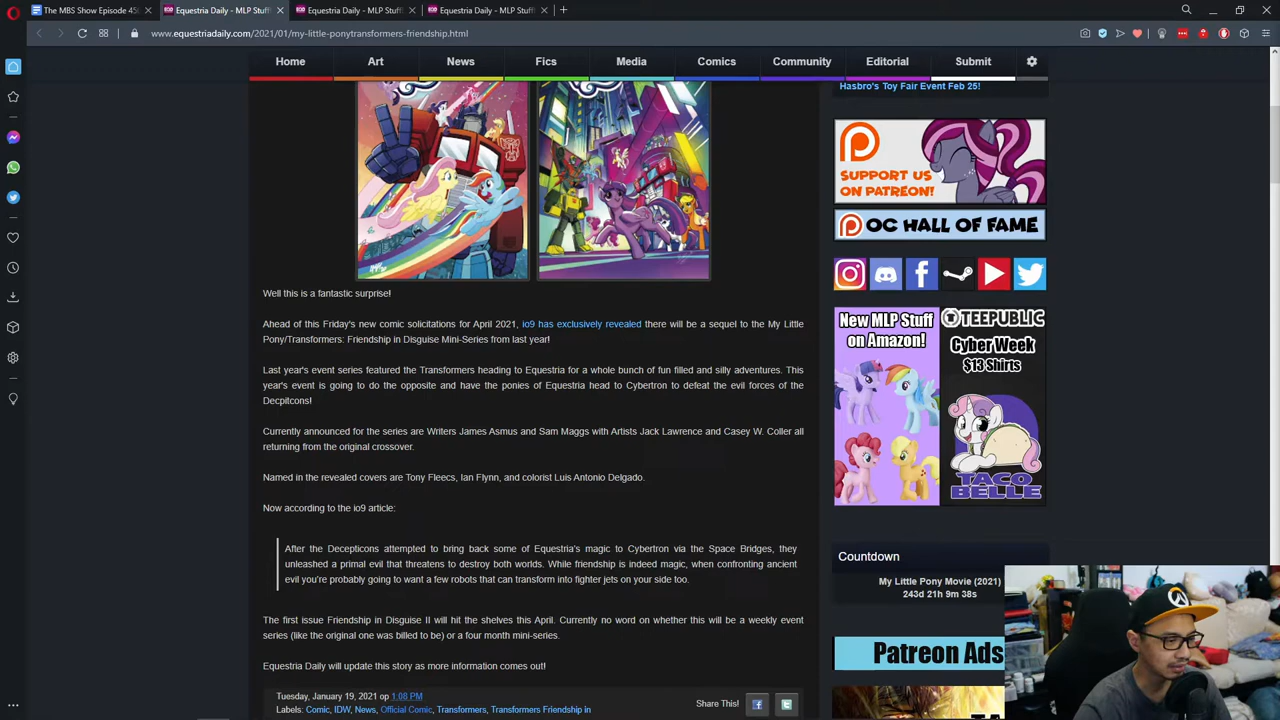 The MBS Show Episode 450
Equestria Daily - MLP Stuff
Equestria Daily - MLP Stuff
Equestria Daily - MLP Stuff
www.equestriadaily.com/2021/01/my-little-ponytransformers-friendship.html
Home Art News Fics Media Comics Community Editorial Submit
Hasbro's Toy Fair Event Feb 25!
SUPPORT US
ON PATREON!
OC HALL OF FAME
Well this is a fantastic surprise!
Ahead of this Friday's new comic solicitations for April 2021, io9 has exclusively revealed there will be a sequel to the My Little
Pony/Transformers: Friendship in Disguise Mini-Series from last year!
Last year's event series featured the Transformers heading to Equestria for a whole bunch of fun filled and silly adventures. This
year's event is going to do the opposite and have the ponies of Equestria head to Cybertron to defeat the evil forces of the
Decpitcons!
Currently announced for the series are Writers James Asmus and Sam Maggs with Artists Jack Lawrence and Casey W. Coller all
returning from the original crossover.
Named in the revealed covers are Tony Fleecs, Ian Flynn, and colorist Luis Antonio Delgado.
Now according to the io9 article:
After the Decepticons attempted to bring back some of Equestria's magic to Cybertron via the Space Bridges, they
unleashed a primal evil that threatens to destroy both worlds. While friendship is indeed magic, when confronting ancient
evil you're probably going to want a few robots that can transform into fighter jets on your side too.
The first issue Friendship in Disguise II will hit the shelves this April. Currently no word on whether this will be a weekly event
series (like the original one was billed to be) or a four month mini-series.
Equestria Daily will update this story as more information comes out!
Tuesday, January 19, 2021 op 1:08 PM
Labels: Comic, IDW, News, Official Comic, Transformers, Transformers Friendship in
Share This!
New MLP Stuff
on Amazon!
TEEPUBLIC
Cyber Week
$13 Shirts
TACO
BELLE
Countdown
My Little Pony Movie (2021)
243d 21h 9m 38s
Patreon Ads